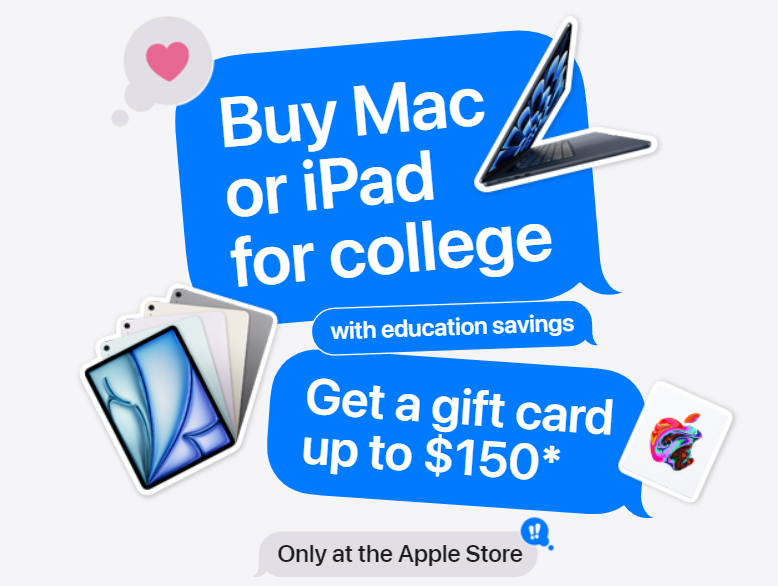 Buy Mac
or iPad
for college
with education savings
Get a gift card
up to $150*
!!
Only at the Apple Store